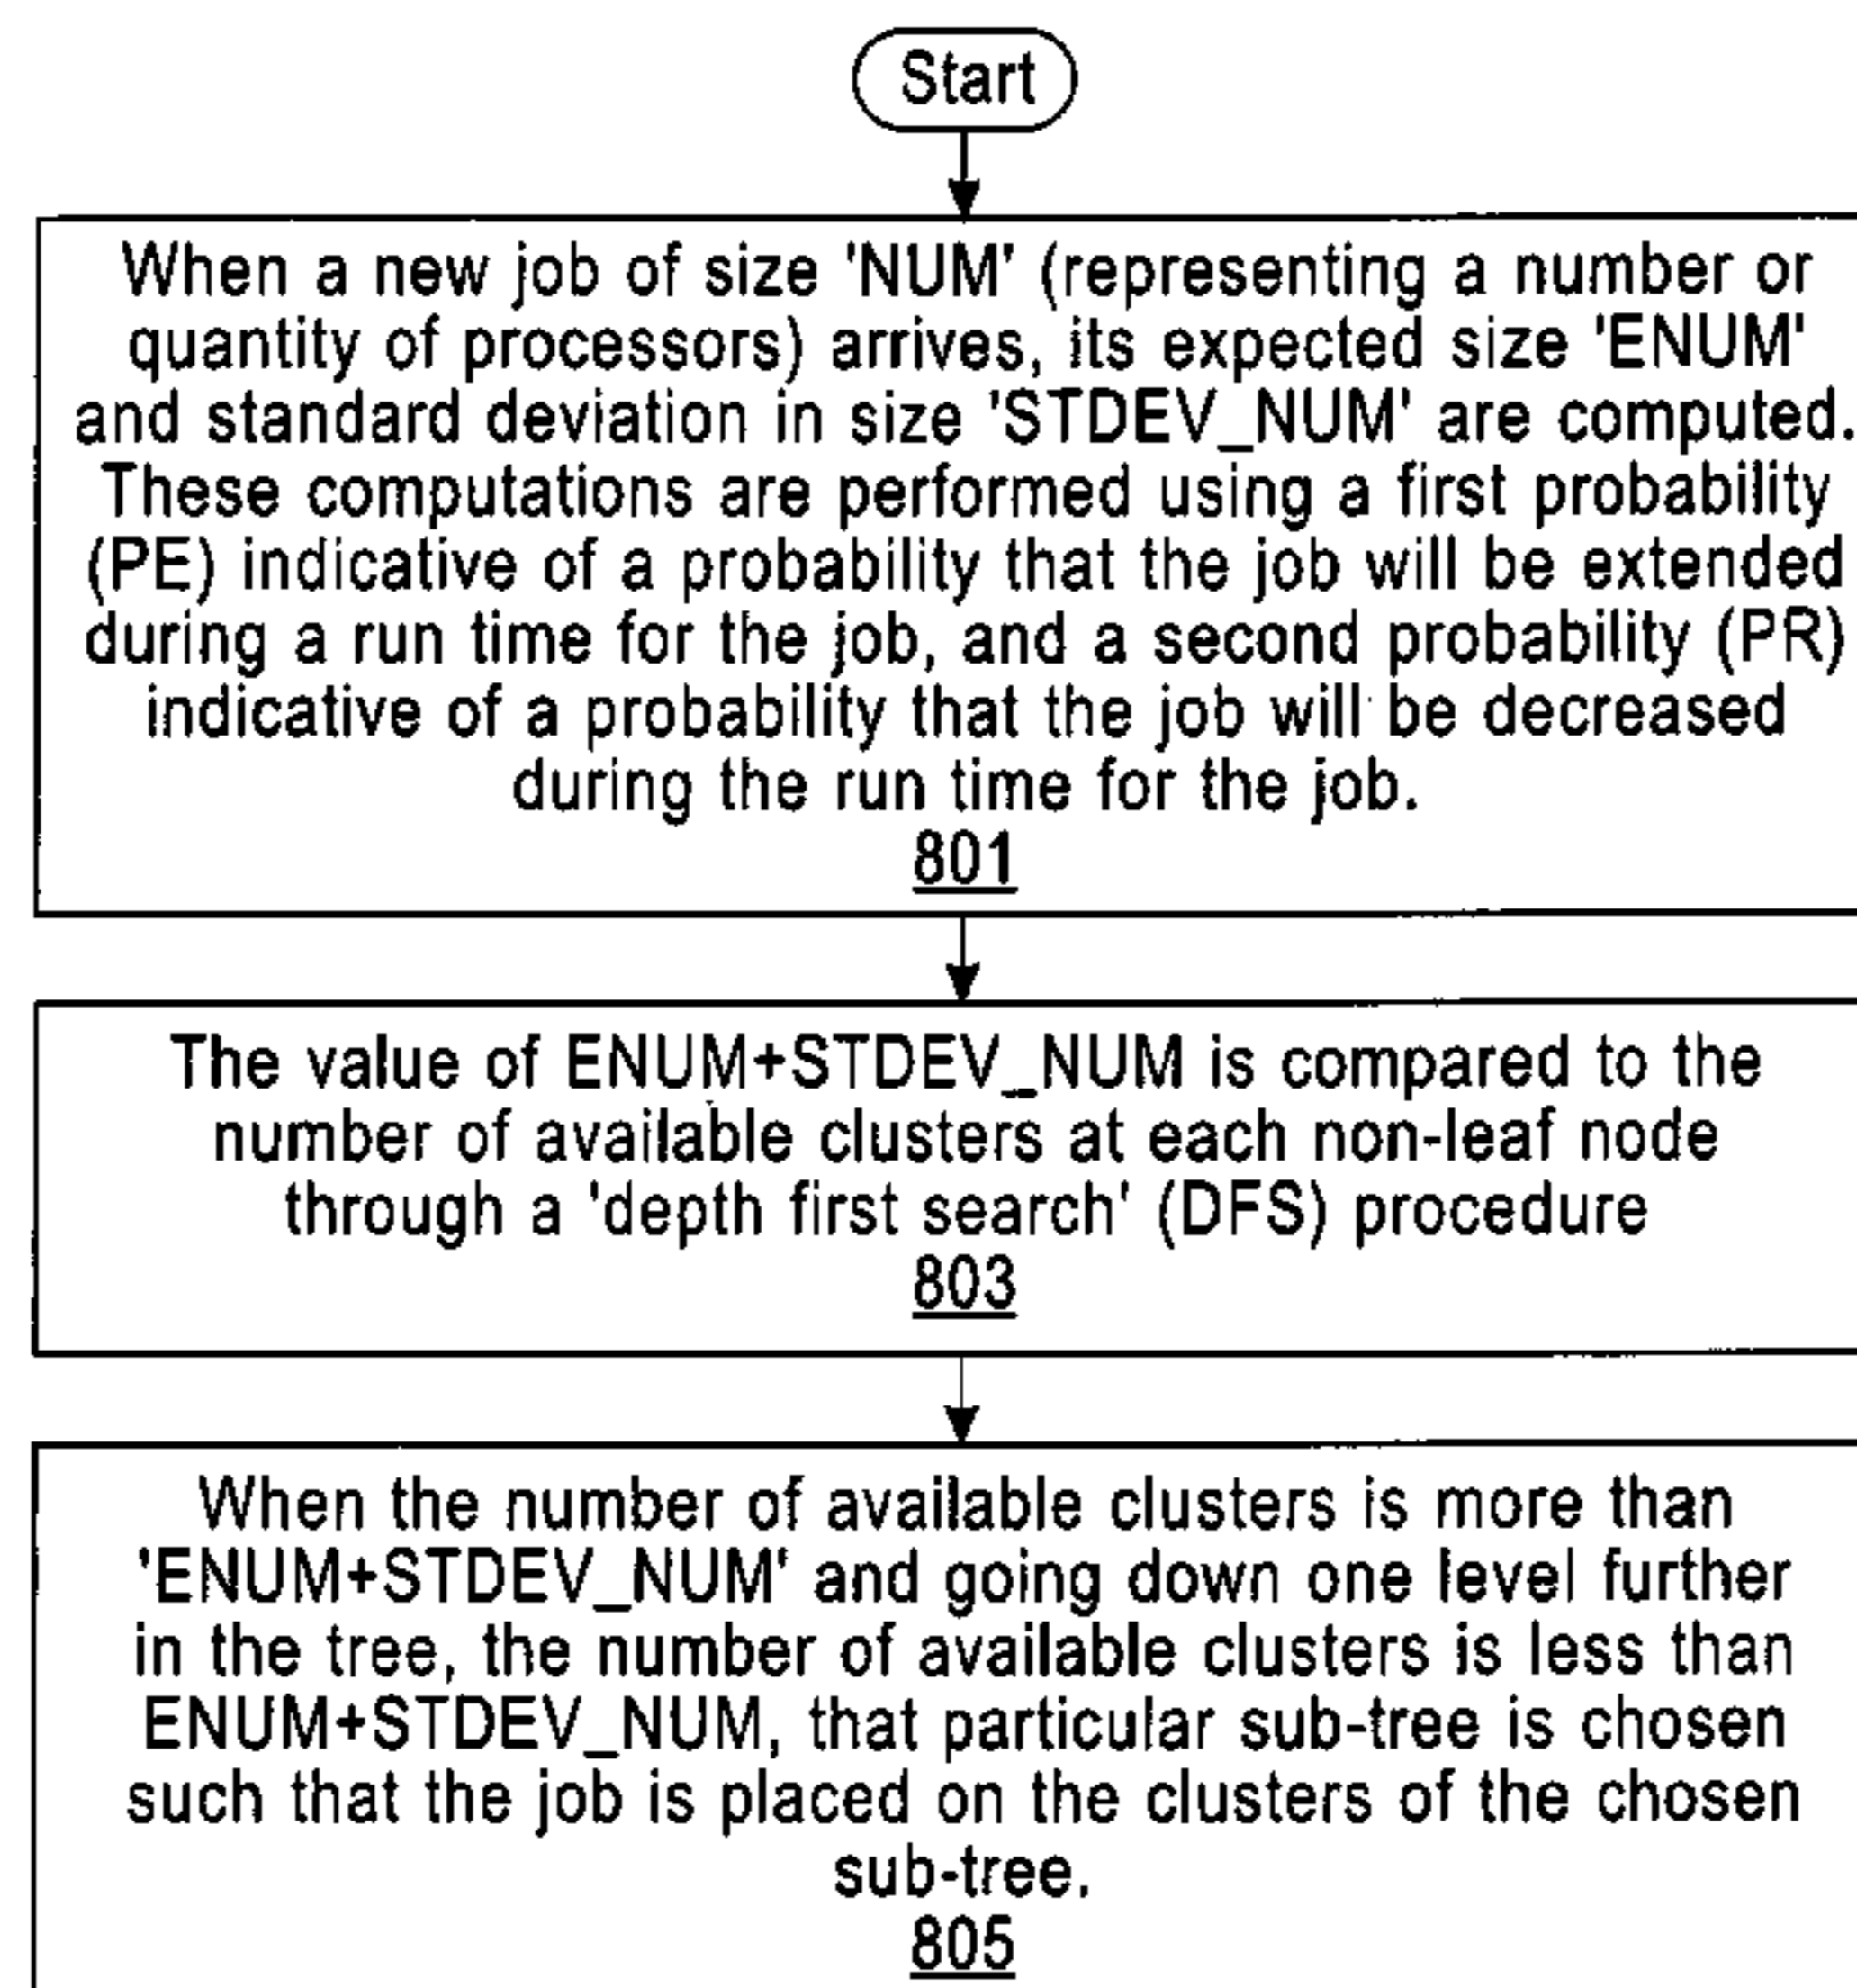 Start
When a new job of size 'NUM' (representing a number or
quantity of processors) arrives, its expected size 'ENUM'
and standard deviation in size 'STDEV_NUM' are computed.
These computations are performed using a first probability
(PE) indicative of a probability that the job will be extended
during a run time for the job, and a second probability (PR)
indicative of a probability that the job will be decreased
during the run time for the job.
801
The value of ENUM+STDEV_NUM is compared to the
number of available clusters at each non-leaf node
through a 'depth first search' (DFS) procedure
803
When the number of available clusters is more than
'ENUM+STDEV_NUM' and going down one level further
in the tree, the number of available clusters is less than
ENUM+STDEV_NUM, that particular sub-tree is chosen
such that the job is placed on the clusters of the chosen
sub-tree.
805